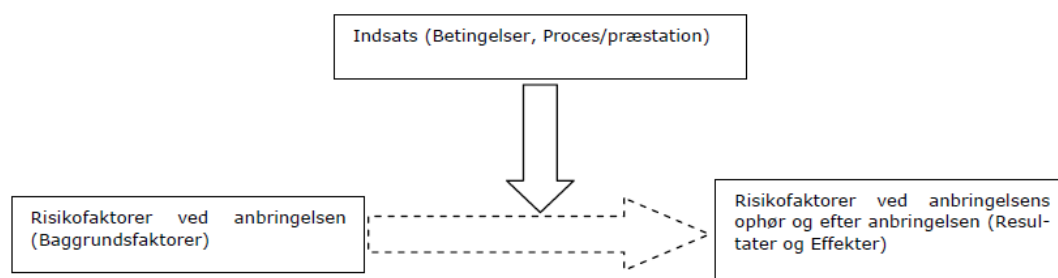 Indsats (Betingelser, Proces/præstation)
Risikofaktorer ved anbringelsen
(Baggrundsfaktorer)
Risikofaktorer ved anbringelsens
ophør og efter anbringelsen (Resul-
tater og Effekter)